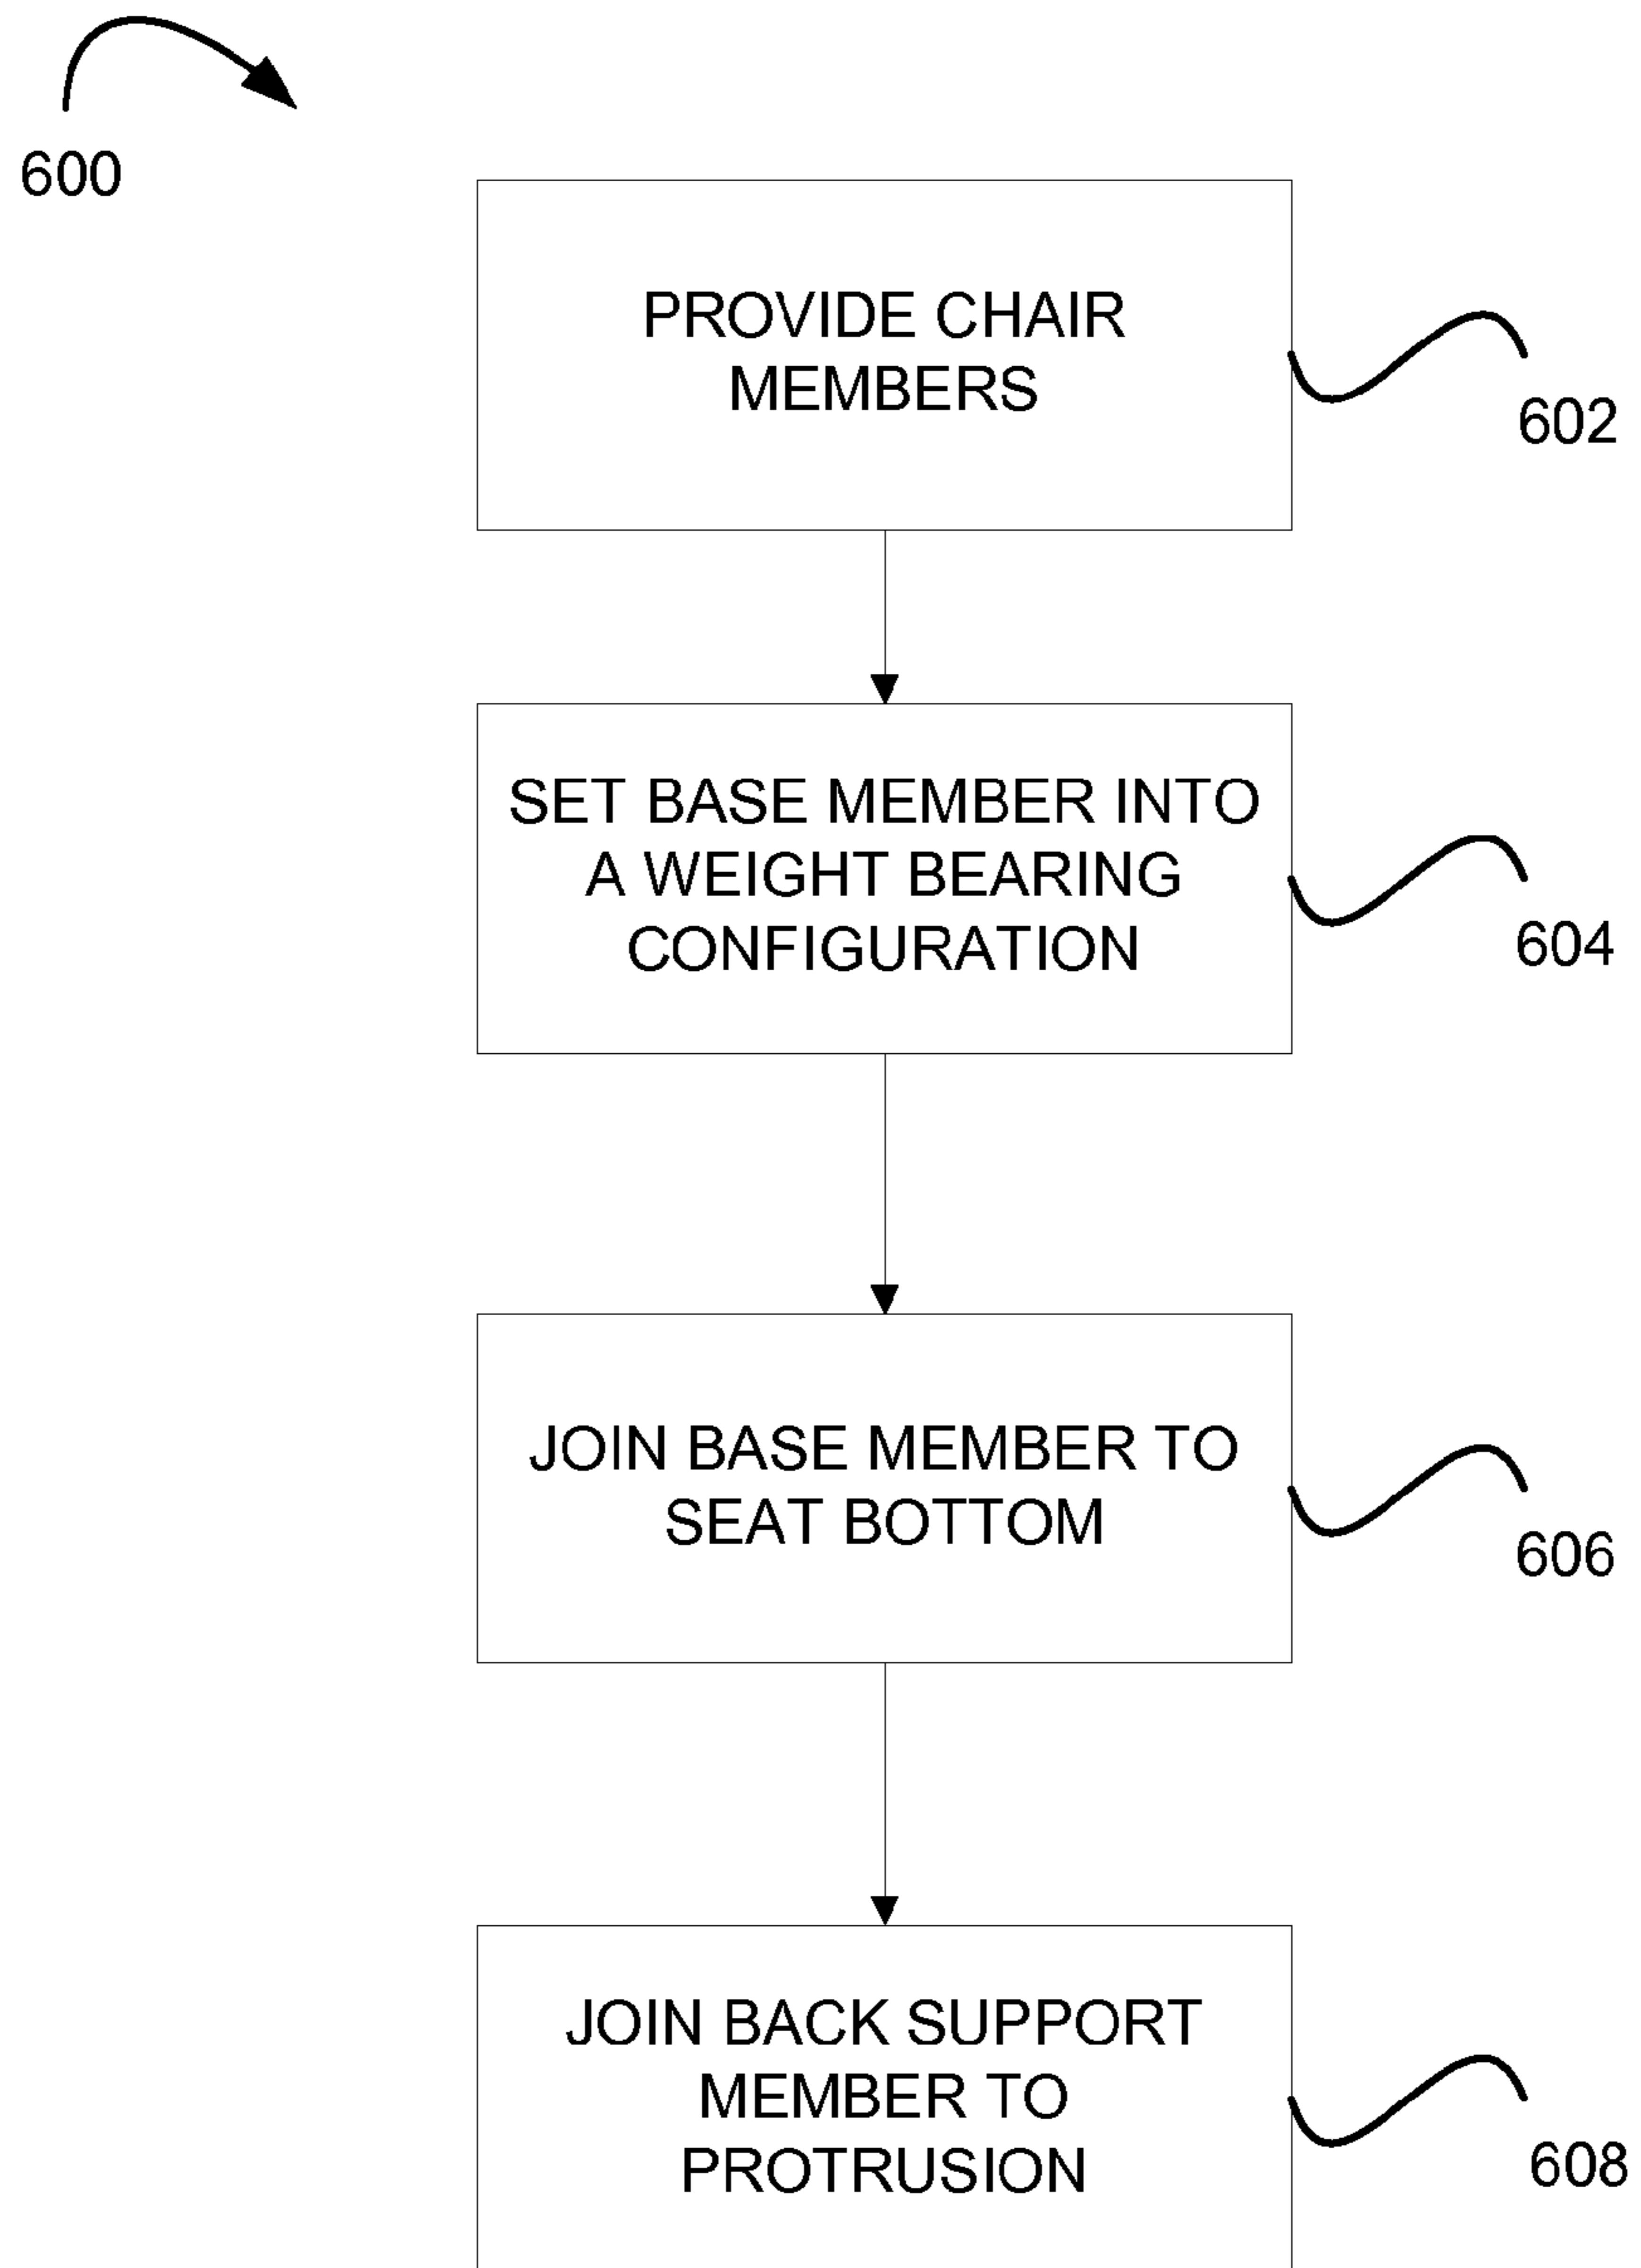 600
PROVIDE CHAIR
MEMBERS
602
SET BASE MEMBER INTO
A WEIGHT BEARING
CONFIGURATION
604
JOIN BASE MEMBER TO
SEAT BOTTOM
606
JOIN BACK SUPPORT
MEMBER TO
PROTRUSION
608